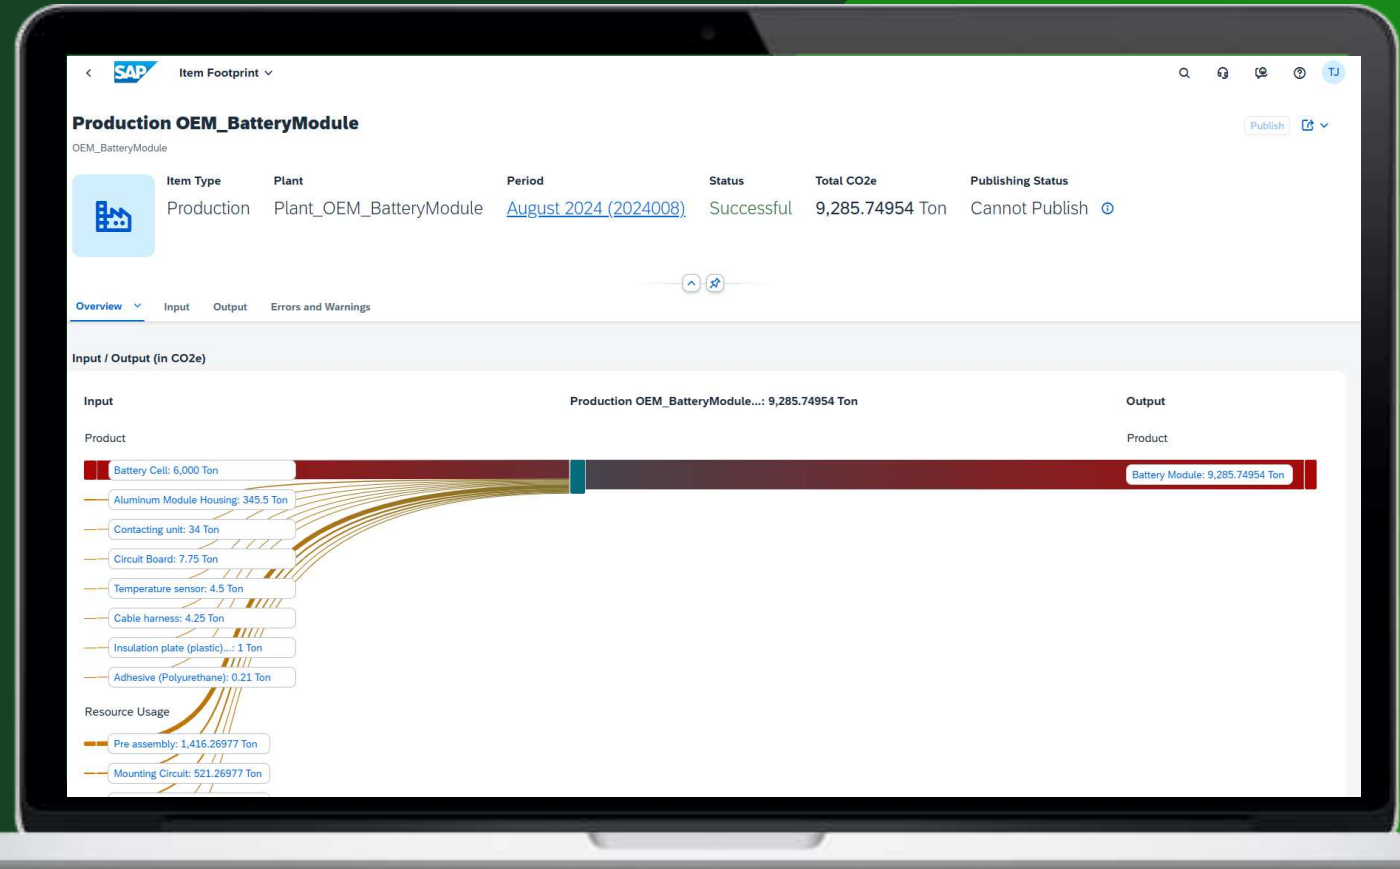 SAP Item Footprint
TJ
Production OEM_BatteryModule
Publish
OEM_BatteryModule
Item Type Plant Period Status Total CO2e Publishing Status
Production Plant_OEM_BatteryModule August 2024 (2024008) Successful 9,285.74954 Ton Cannot Publish
Overview Input Output Errors and Warnings
Input / Output (in CO2e)
Input Production OEM_BatteryModule...: 9,285.74954 Ton Output
Product Product
Battery Cell: 6,000 Ton Battery Module: 9,285.74954 Ton
Aluminum Module Housing: 345.5 Ton
Contacting unit: 34 Ton
Circuit Board: 7.75 Ton
Temperature sensor: 4.5 Ton
Cable harness: 4.25 Ton
Insulation plate (plastic)...: 1 Ton
Adhesive (Polyurethane): 0.21 Ton
Resource Usage
Pre assembly: 1,416.26977 Ton
Mounting Circuit: 521.26977 Ton